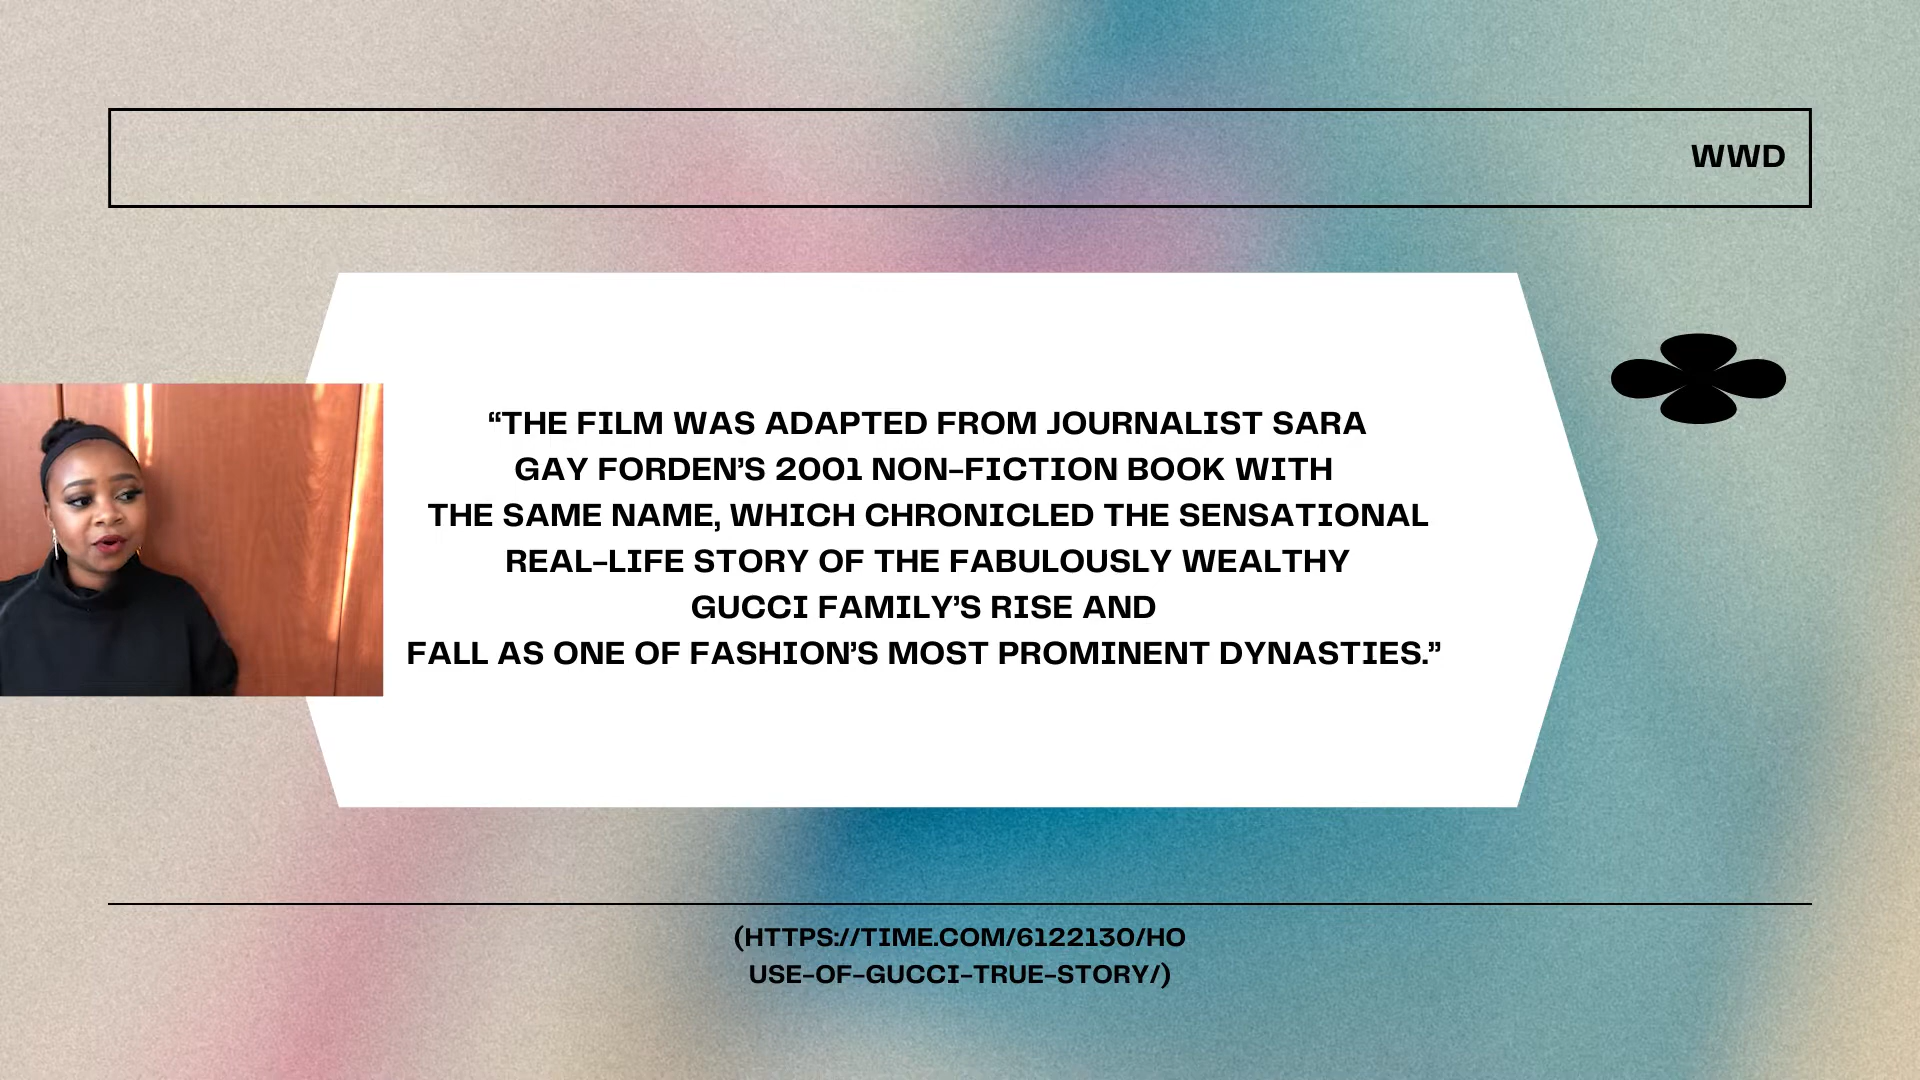 WWD
“THE FILM WAS ADAPTED FROM JOURNALIST SARA
GAY FORDEN’S 2001 NON-FICTION BOOK WITH
THE SAME NAME, WHICH CHRONICLED THE SENSATIONAL
REAL-LIFE STORY OF THE FABULOUSLY WEALTHY
GUCCI FAMILY’S RISE AND
FALL AS ONE OF FASHION’S MOST PROMINENT DYNASTIES.”
(HTTPS://TIME.COM/6122130/HO
USE-OF-GUCCI-TRUE-STORY/)